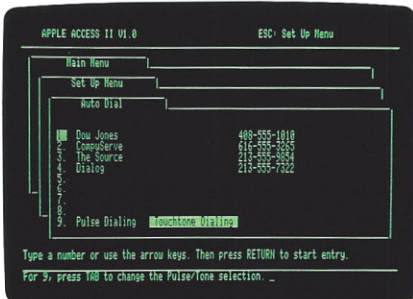 APPLE ACCESS II V1.0 ESC: Set Up Menu
Main Menu
Set Up Menu
Auto Dial
1. Dow Jones 408-555-1010
2. CompuServe 616-555-3265
3. The Source 213-555-9854
4. Dialog 213-555-7322
5.
6.
7.
8.
9. Pulse Dialing Touchtone Dialing
Type a number or use the arrow keys. Then press RETURN to start entry.
For 9, press TAB to change the Pulse/Tone selection. _